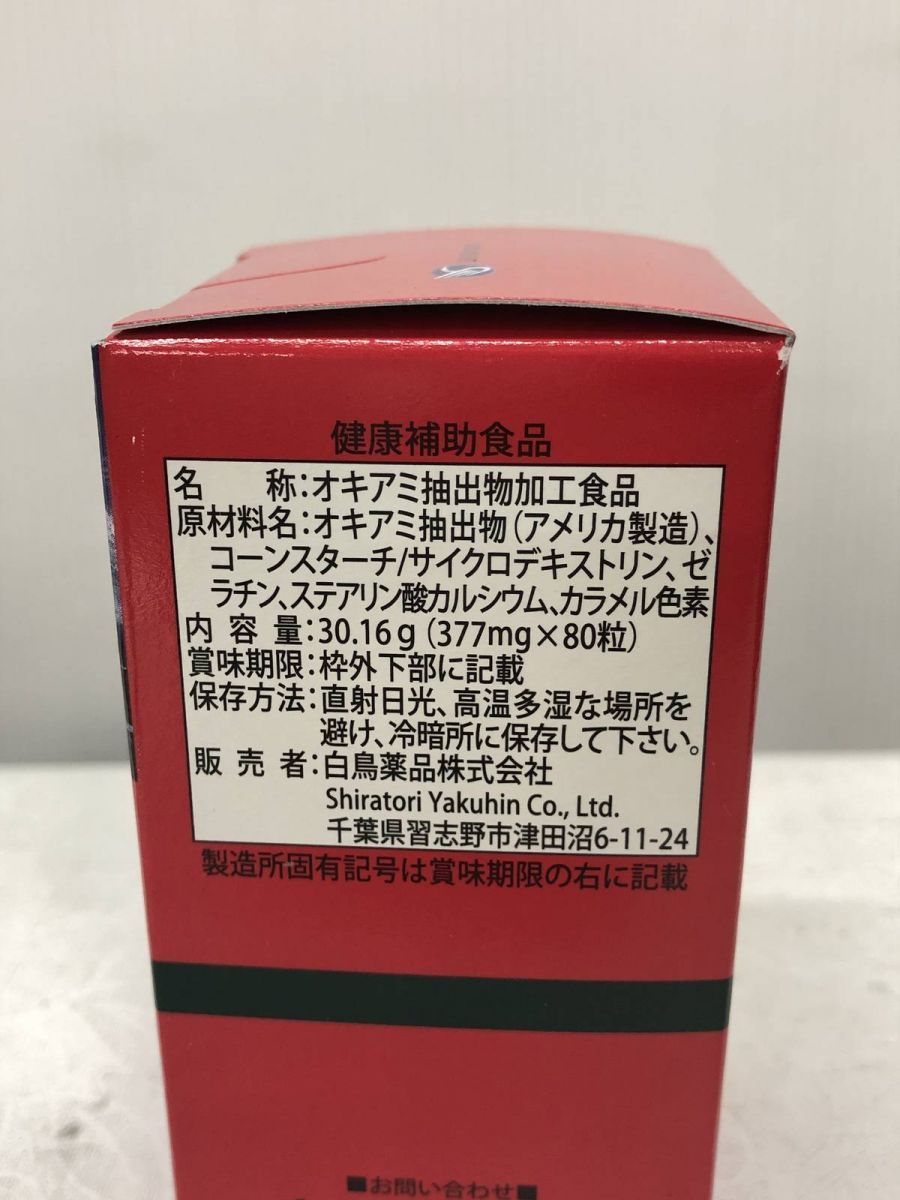 健康補助食品
名 称:オキアミ抽出物加工食品
原材料名:オキアミ抽出物(アメリカ製造)、
コーンスターチ/サイクロデキストリン、ゼ
ラチン、ステアリン酸カルシウム、カラメル色素
内 容 量:30.16g(377mg×80粒)
賞味期限:枠外下部に記載
保存方法:直射日光、高温多湿な場所を
避け、冷暗所に保存して下さい。
販 売 者:白鳥薬品株式会社
Shiratori Yakuhin Co., Ltd.
千葉県習志野市津田沼6-11-24
製造所固有記号は賞味期限の右に記載
■お問い合わせ■